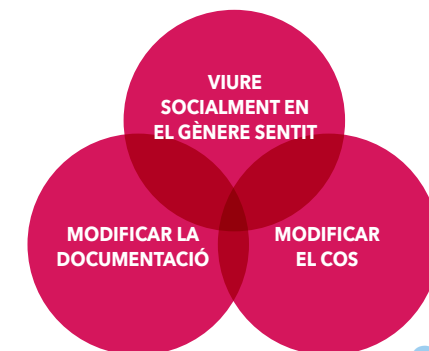 VIURE
SOCIALMENT EN
EL GÈNERE SENTIT
MODIFICAR LA
DOCUMENTACIÓ
MODIFICAR
EL COS